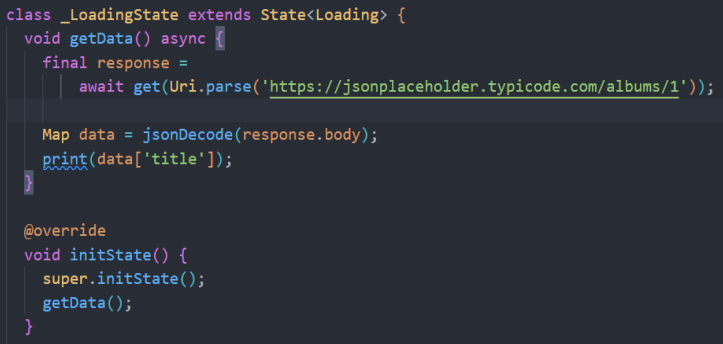 class _LoadingState extends State<Loading> {
  void getData() async {
    final response =
        await get(Uri.parse('https://jsonplaceholder.typicode.com/albums/1'));

    Map data = jsonDecode(response.body);
    print(data['title']);
  }

  @override
  void initState() {
    super.initState();
    getData();
  }